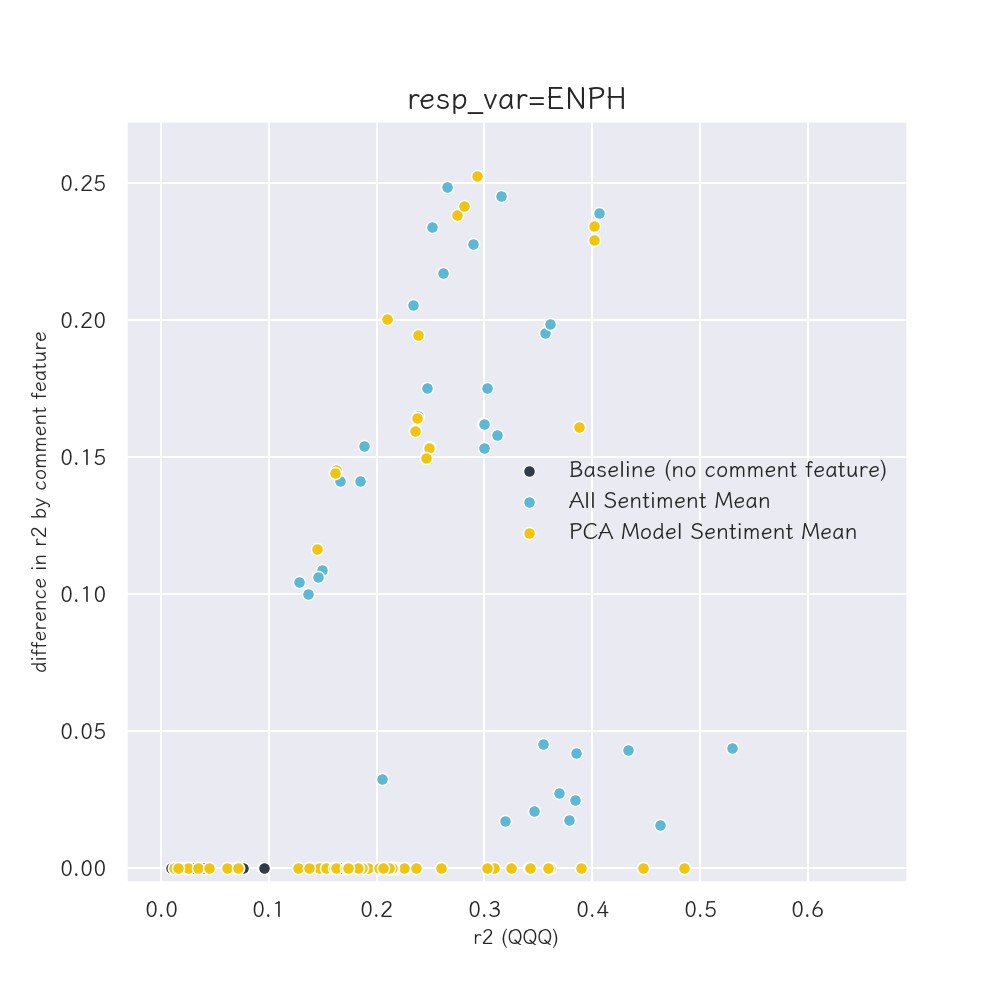 resp_var=ENPH
difference in r2 by comment feature
0.25
0.20
0.15
0.10
0.05
0.00
Baseline (no comment feature)
All Sentiment Mean
PCA Model Sentiment Mean
0.0 0.1 0.2 0.3 0.4 0.5 0.6
r2 (QQQ)